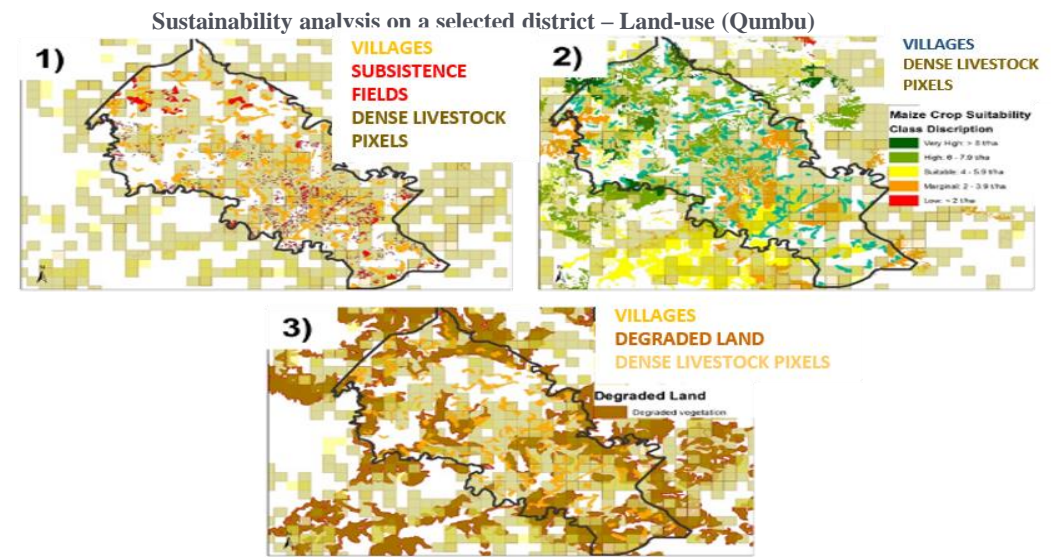 Sustainability analysis on a selected district – Land-use (Qumbu)
1)
VILLAGES
SUBSISTENCE
FIELDS
DENSE LIVESTOCK
PIXELS
2)
VILLAGES
DENSE LIVESTOCK
PIXELS
Maize Crop Suitability
Class Discription
Very High: > 8 t/ha
High: 6 - 7.9 t/ha
Suitable: 4 - 5.9 t/ha
Marginal: 2 - 3.9 t/ha
Low: < 2 t/ha
3)
VILLAGES
DEGRADED LAND
DENSE LIVESTOCK PIXELS
Degraded Land
Degraded vegetation